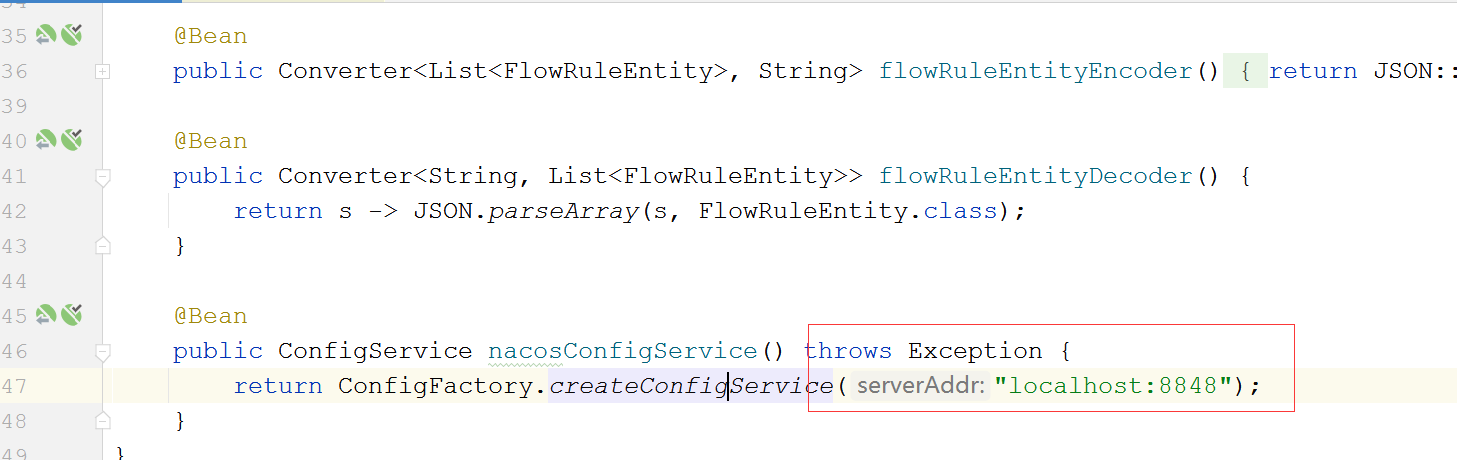 35 @Bean
36 public Converter<List<FlowRuleEntity>, String> flowRuleEntityEncoder() { return JSON::
39
40 @Bean
41 public Converter<String, List<FlowRuleEntity>> flowRuleEntityDecoder() {
42 return s -> JSON.parseArray(s, FlowRuleEntity.class);
43 }
44
45 @Bean
46 public ConfigService nacosConfigService() throws Exception {
47 return ConfigFactory.createConfigService( serverAddr: "localhost:8848");
48 }
49 }